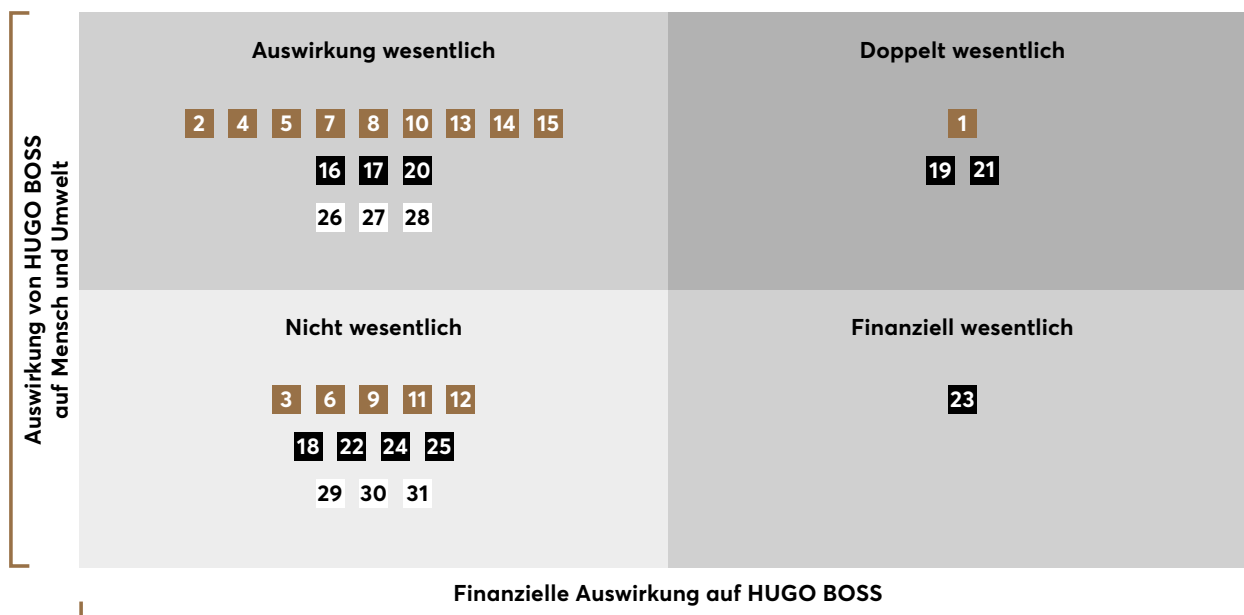 Auswirkung wesentlich
2 4 5 7 8 10 13 14 15
16 17 20
26 27 28
Doppelt wesentlich
1
19 21
Auswirkung von HUGO BOSS
auf Mensch und Umwelt
Nicht wesentlich
3 6 9 11 12
18 22 24 25
29 30 31
Finanziell wesentlich
23
Finanzielle Auswirkung auf HUGO BOSS